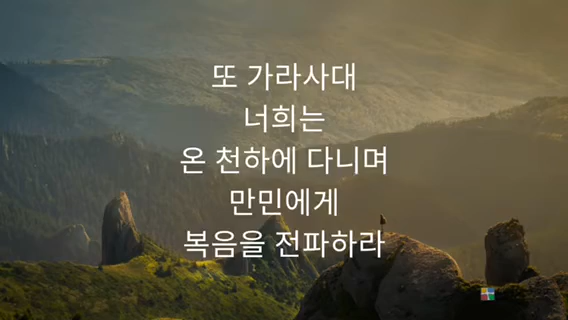 또 가라사대
너희는
온 천하에 다니며
만민에게
복음을 전파하라